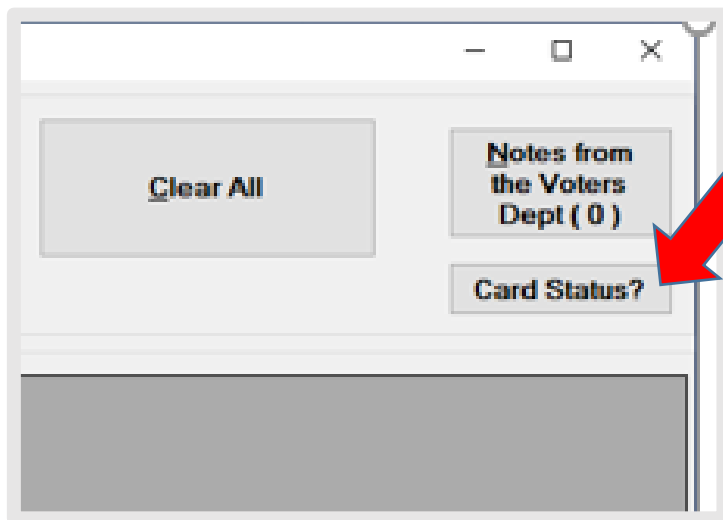 Clear All
Notes from
the Voters
Dept ( 0 )
Card Status?